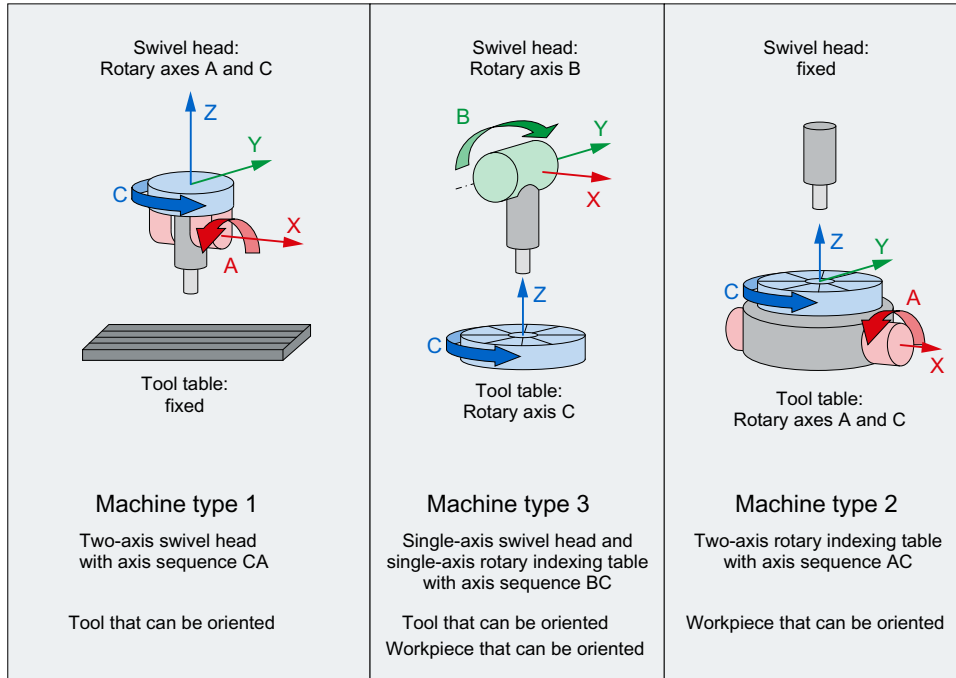 Swivel head:
Rotary axes A and C
Z
Y
C
X
A
Tool table:
fixed
Machine type 1
Two-axis swivel head
with axis sequence CA
Tool that can be oriented
Swivel head:
Rotary axis B
B
Y
X
Z
C
Tool table:
Rotary axis C
Machine type 3
Single-axis swivel head and
single-axis rotary indexing table
with axis sequence BC
Tool that can be oriented
Workpiece that can be oriented
Swivel head:
fixed
Z
Y
C
A
X
Tool table:
Rotary axes A and C
Machine type 2
Two-axis rotary indexing table
with axis sequence AC
Workpiece that can be oriented